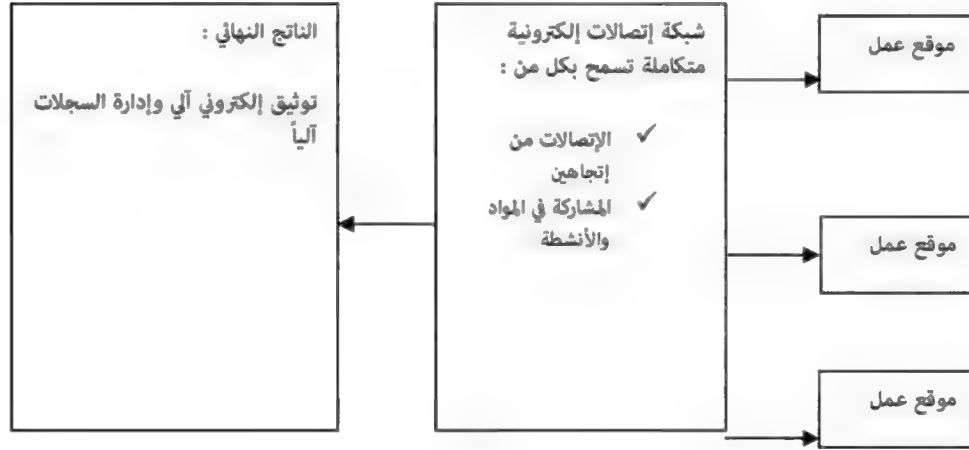 موقع عمل
موقع عمل
موقع عمل
شبكة إتصالات إلكترونية
متكاملة تسمح بكل من :
✓ الإتصالات من
إتجاهين
✓ المشاركة في المواد
والأنشطة
الناتج النهائي :
توثيق إلكتروني آلي وإدارة السجلات
آلياً